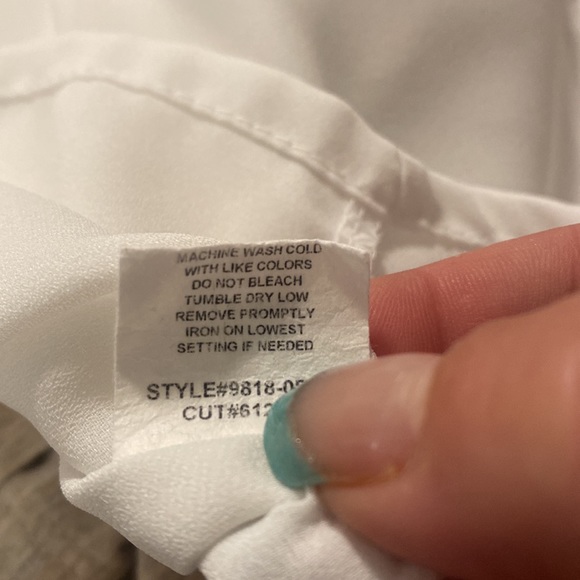 MACHINE WASH COLD
WITH LIKE COLORS
DO NOT BLEACH
TUMBLE DRY LOW
REMOVE PROMPTLY
IRON ON LOWEST
SETTING IF NEEDED
STYLE#9818-0
CUT#612